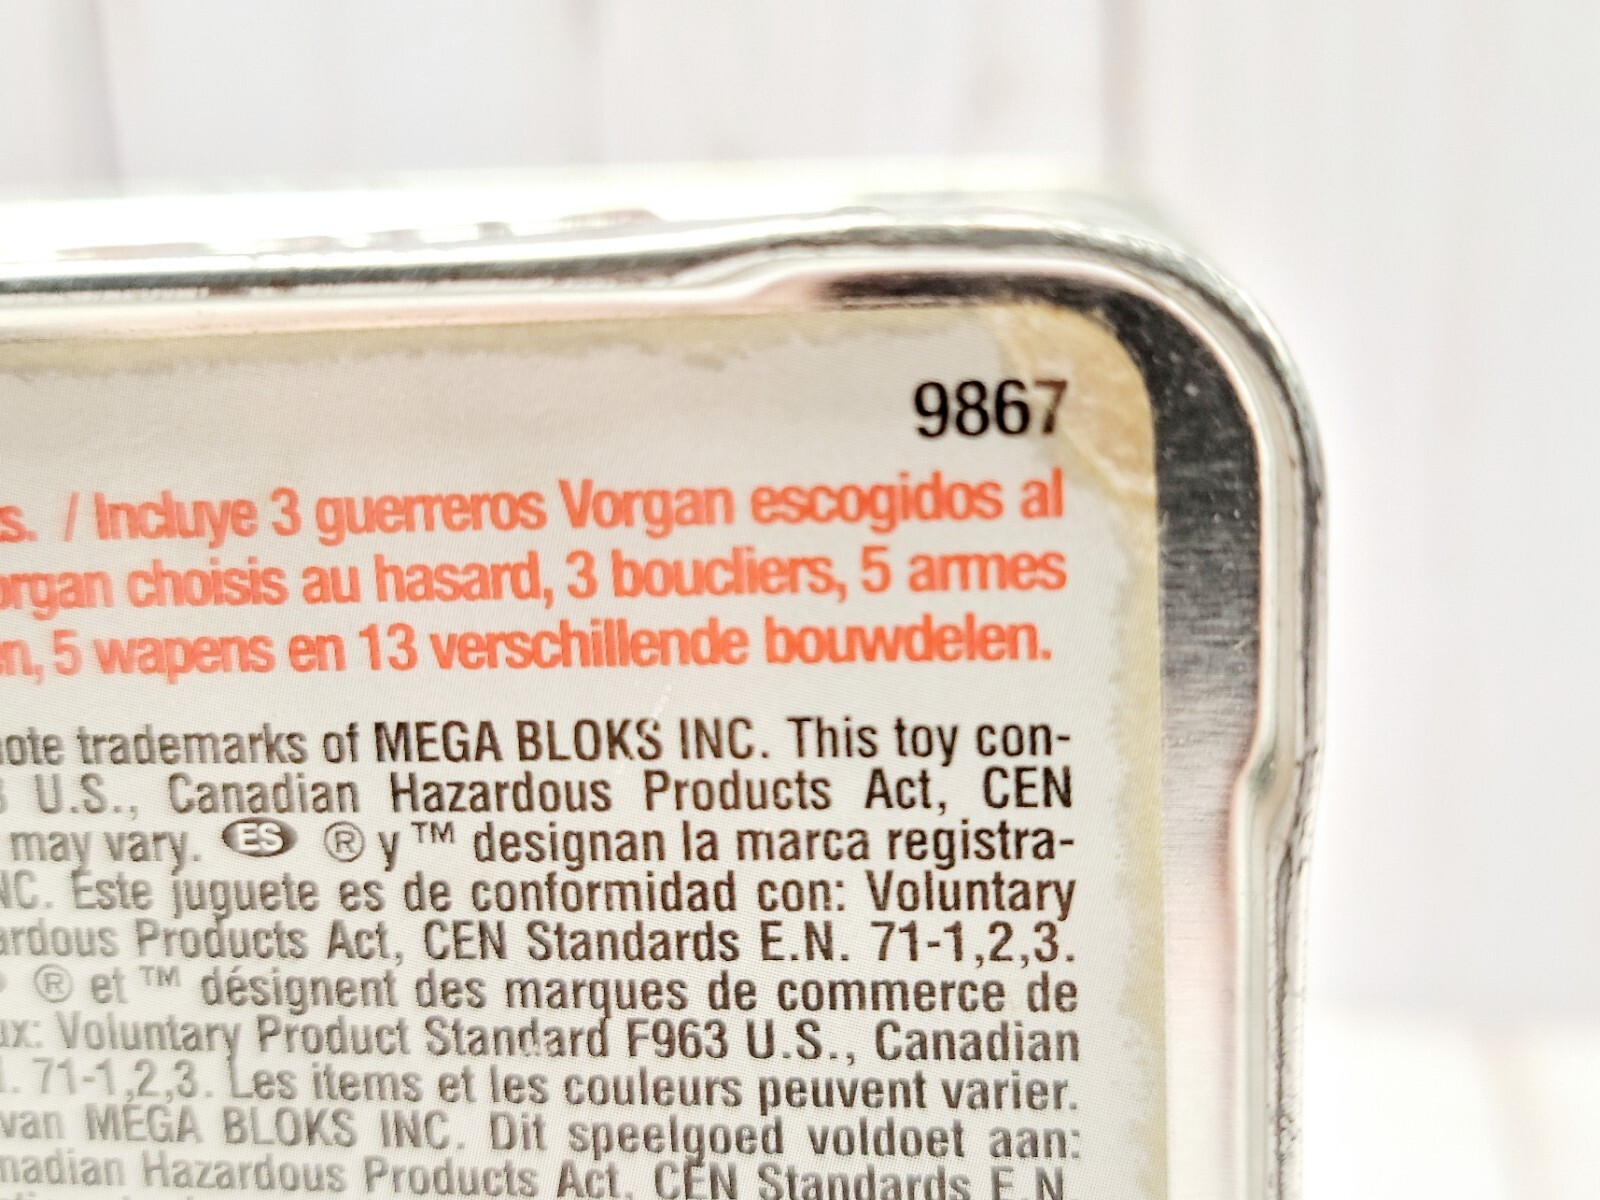 9867
s. / Incluye 3 guerreros Vorgan escogidos al
organ choisis au hasard, 3 boucliers, 5 armes
n, 5 wapens en 13 verschillende bouwdelen.
note trademarks of MEGA BLOKS INC. This toy con-
3 U.S., Canadian Hazardous Products Act, CEN
may vary. ES ® y ™ designan la marca registra-
NC. Este juguete es de conformidad con: Voluntary
ardous Products Act, CEN Standards E.N. 71-1,2,3.
® et ™ désignent des marques de commerce de
ux: Voluntary Product Standard F963 U.S., Canadian
. 71-1,2,3. Les items et les couleurs peuvent varier.
van MEGA BLOKS INC. Dit speelgoed voldoet aan:
nadian Hazardous Products Act, CEN Standards E.N.